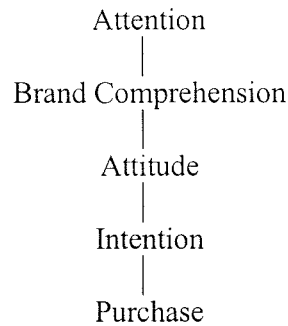 Attention
Brand Comprehension
Attitude
Intention
Purchase